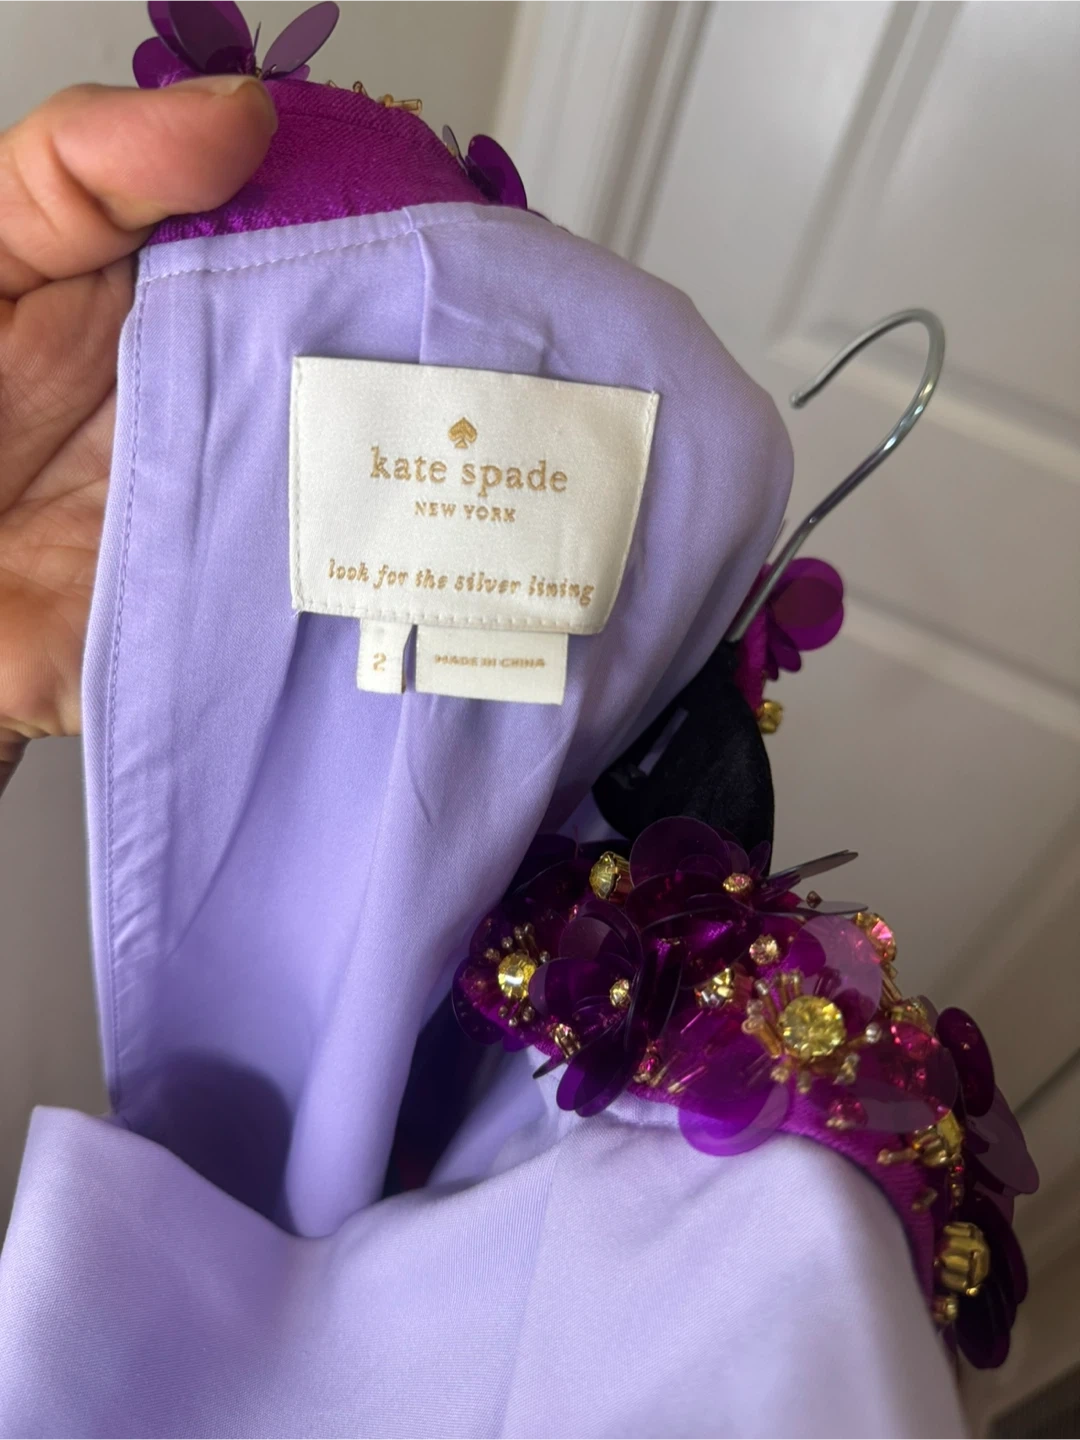 kate spade
NEW YORK
look for the silver lining
2
MADE IN CHINA